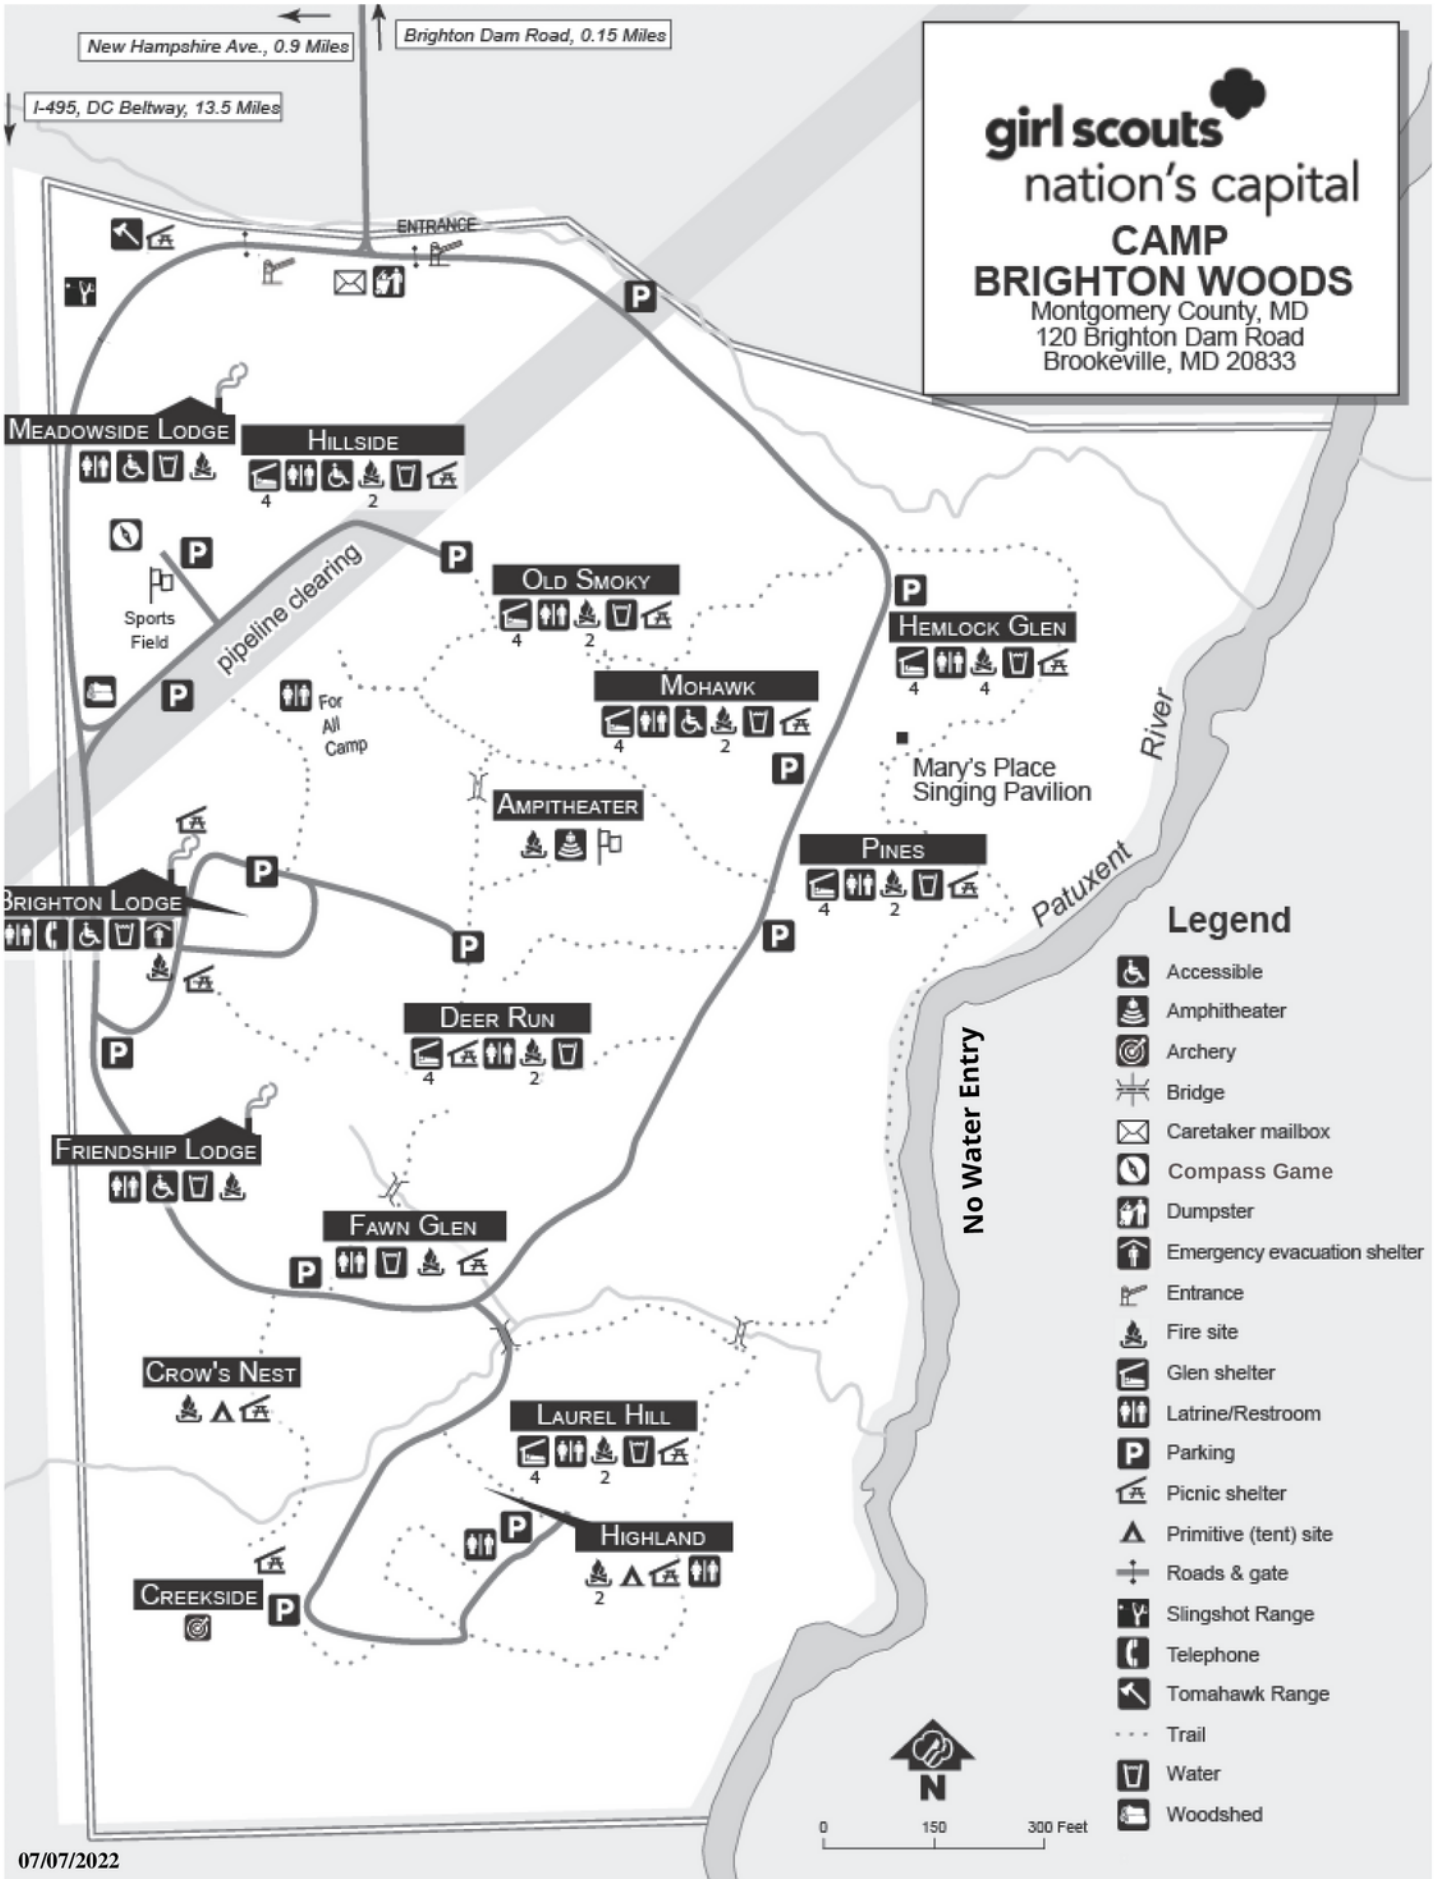 New Hampshire Ave., 0.9 Miles
Brighton Dam Road, 0.15 Miles
I-495, DC Beltway, 13.5 Miles
girl scouts
nation's capital
CAMP
BRIGHTON WOODS
Montgomery County, MD
120 Brighton Dam Road
Brookeville, MD 20833
ENTRANCE
P
MEADOWSIDE LODGE
HILLSIDE
4
2
P
P
pipeline clearing
Sports
Field
P
OLD SMOKY
4
2
P
HEMLOCK GLEN
4
4
For
All
Camp
MOHAWK
4
2
P
Mary's Place
Singing Pavilion
River
Patuxent
AMPITHEATER
PINES
4
2
P
P
BRIGHTON LODGE
P
P
DEER RUN
4
2
No Water Entry
FRIENDSHIP LODGE
FAWN GLEN
P
CROW'S NEST
LAUREL HILL
4
2
P
HIGHLAND
2
CREEKSIDE
P
Legend
Accessible
Amphitheater
Archery
Bridge
Caretaker mailbox
Compass Game
Dumpster
Emergency evacuation shelter
Entrance
Fire site
Glen shelter
Latrine/Restroom
P Parking
Picnic shelter
Primitive (tent) site
Roads & gate
Slingshot Range
Telephone
Tomahawk Range
Trail
Water
Woodshed
N
0 150 300 Feet
07/07/2022